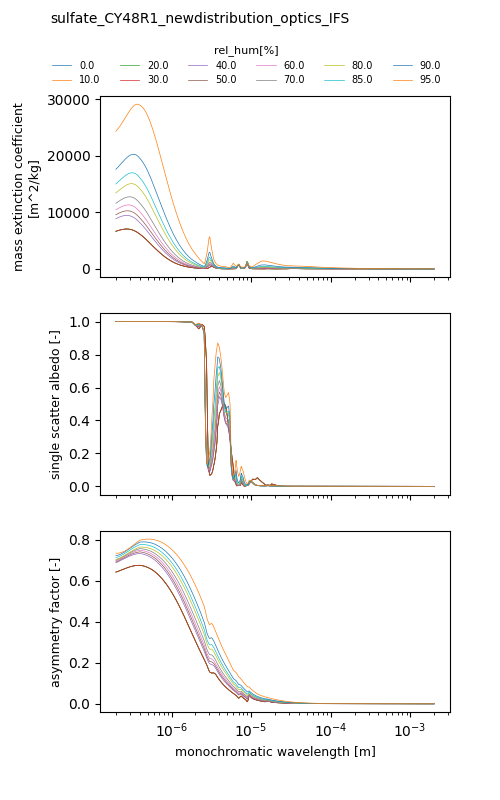 sulfate_CY48R1_newdistribution_optics_IFS
rel_hum[%]
0.0 20.0 40.0 60.0 80.0 90.0
10.0 30.0 50.0 70.0 85.0 95.0
mass extinction coefficient
[m^2/kg]
30000
20000
10000
0
single scatter albedo [-]
1.0
0.8
0.6
0.4
0.2
0.0
asymmetry factor [-]
0.8
0.6
0.4
0.2
0.0
10⁻⁶ 10⁻⁵ 10⁻⁴ 10⁻³
monochromatic wavelength [m]